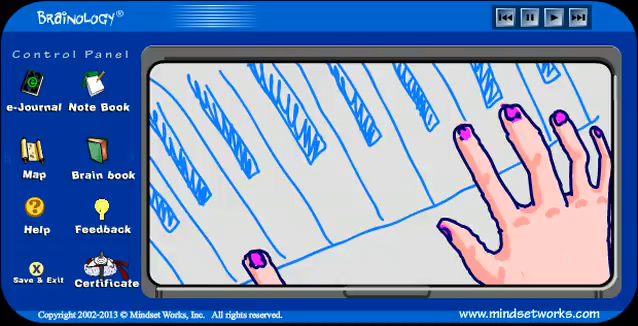 BRAINOLOGY®
Control Panel
e-Journal Note Book
Map Brain book
Help Feedback
Save & Exit Certificate
Copyright 2002-2013 © Mindset Works, Inc. All rights reserved. www.mindsetworks.com